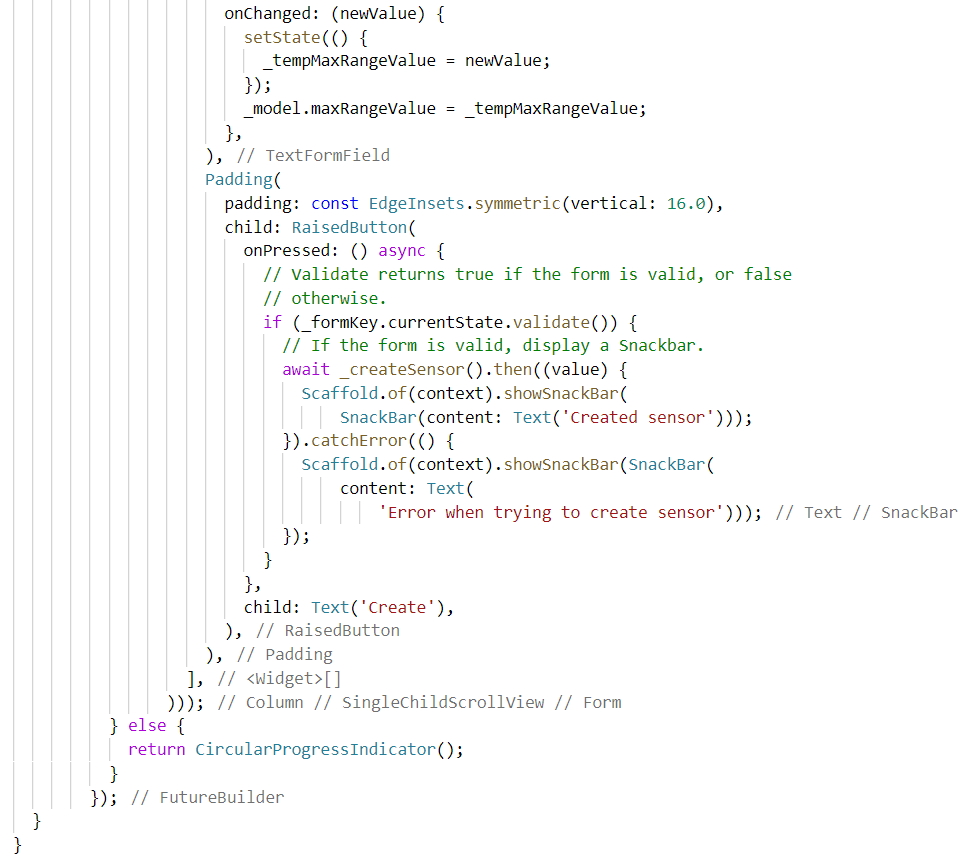 onChanged: (newValue) {
setState(() {
_tempMaxRangeValue = newValue;
});
_model.maxRangeValue = _tempMaxRangeValue;
},
), // TextFormField
Padding(
padding: const EdgeInsets.symmetric(vertical: 16.0),
child: RaisedButton(
onPressed: () async {
// Validate returns true if the form is valid, or false
// otherwise.
if (_formKey.currentState.validate()) {
// If the form is valid, display a Snackbar.
await _createSensor().then((value) {
Scaffold.of(context).showSnackBar(
SnackBar(content: Text('Created sensor')));
}).catchError(() {
Scaffold.of(context).showSnackBar(SnackBar(
content: Text(
'Error when trying to create sensor'))); // Text // SnackBar
});
}
},
child: Text('Create'),
), // RaisedButton
), // Padding
], // <Widget>[]
))); // Column // SingleChildScrollView // Form
} else {
return CircularProgressIndicator();
}
}); // FutureBuilder
}
}